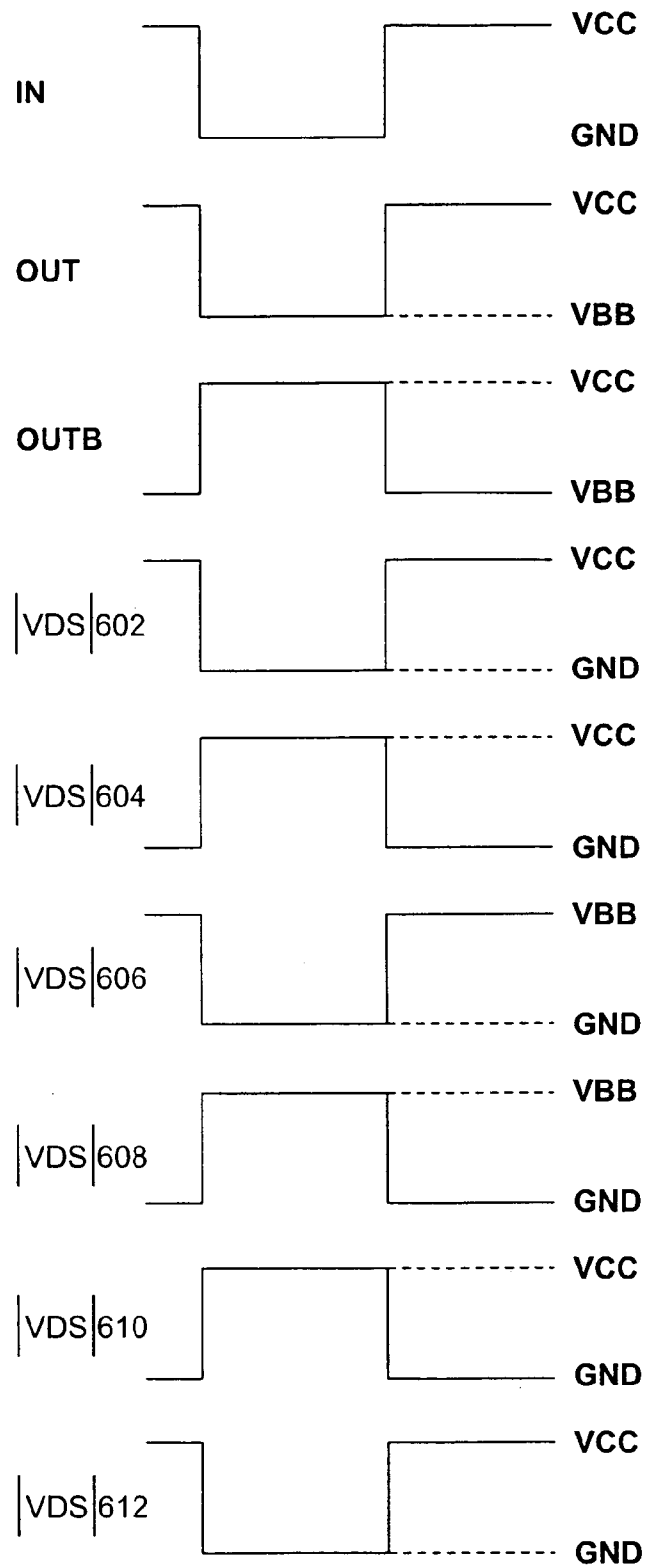 VCC
IN
GND
VCC
OUT
VBB
VCC
OUTB
VBB
VCC
|VDS|602
GND
VCC
|VDS|604
GND
VBB
|VDS|606
GND
VBB
|VDS|608
GND
VCC
|VDS|610
GND
VCC
|VDS|612
GND